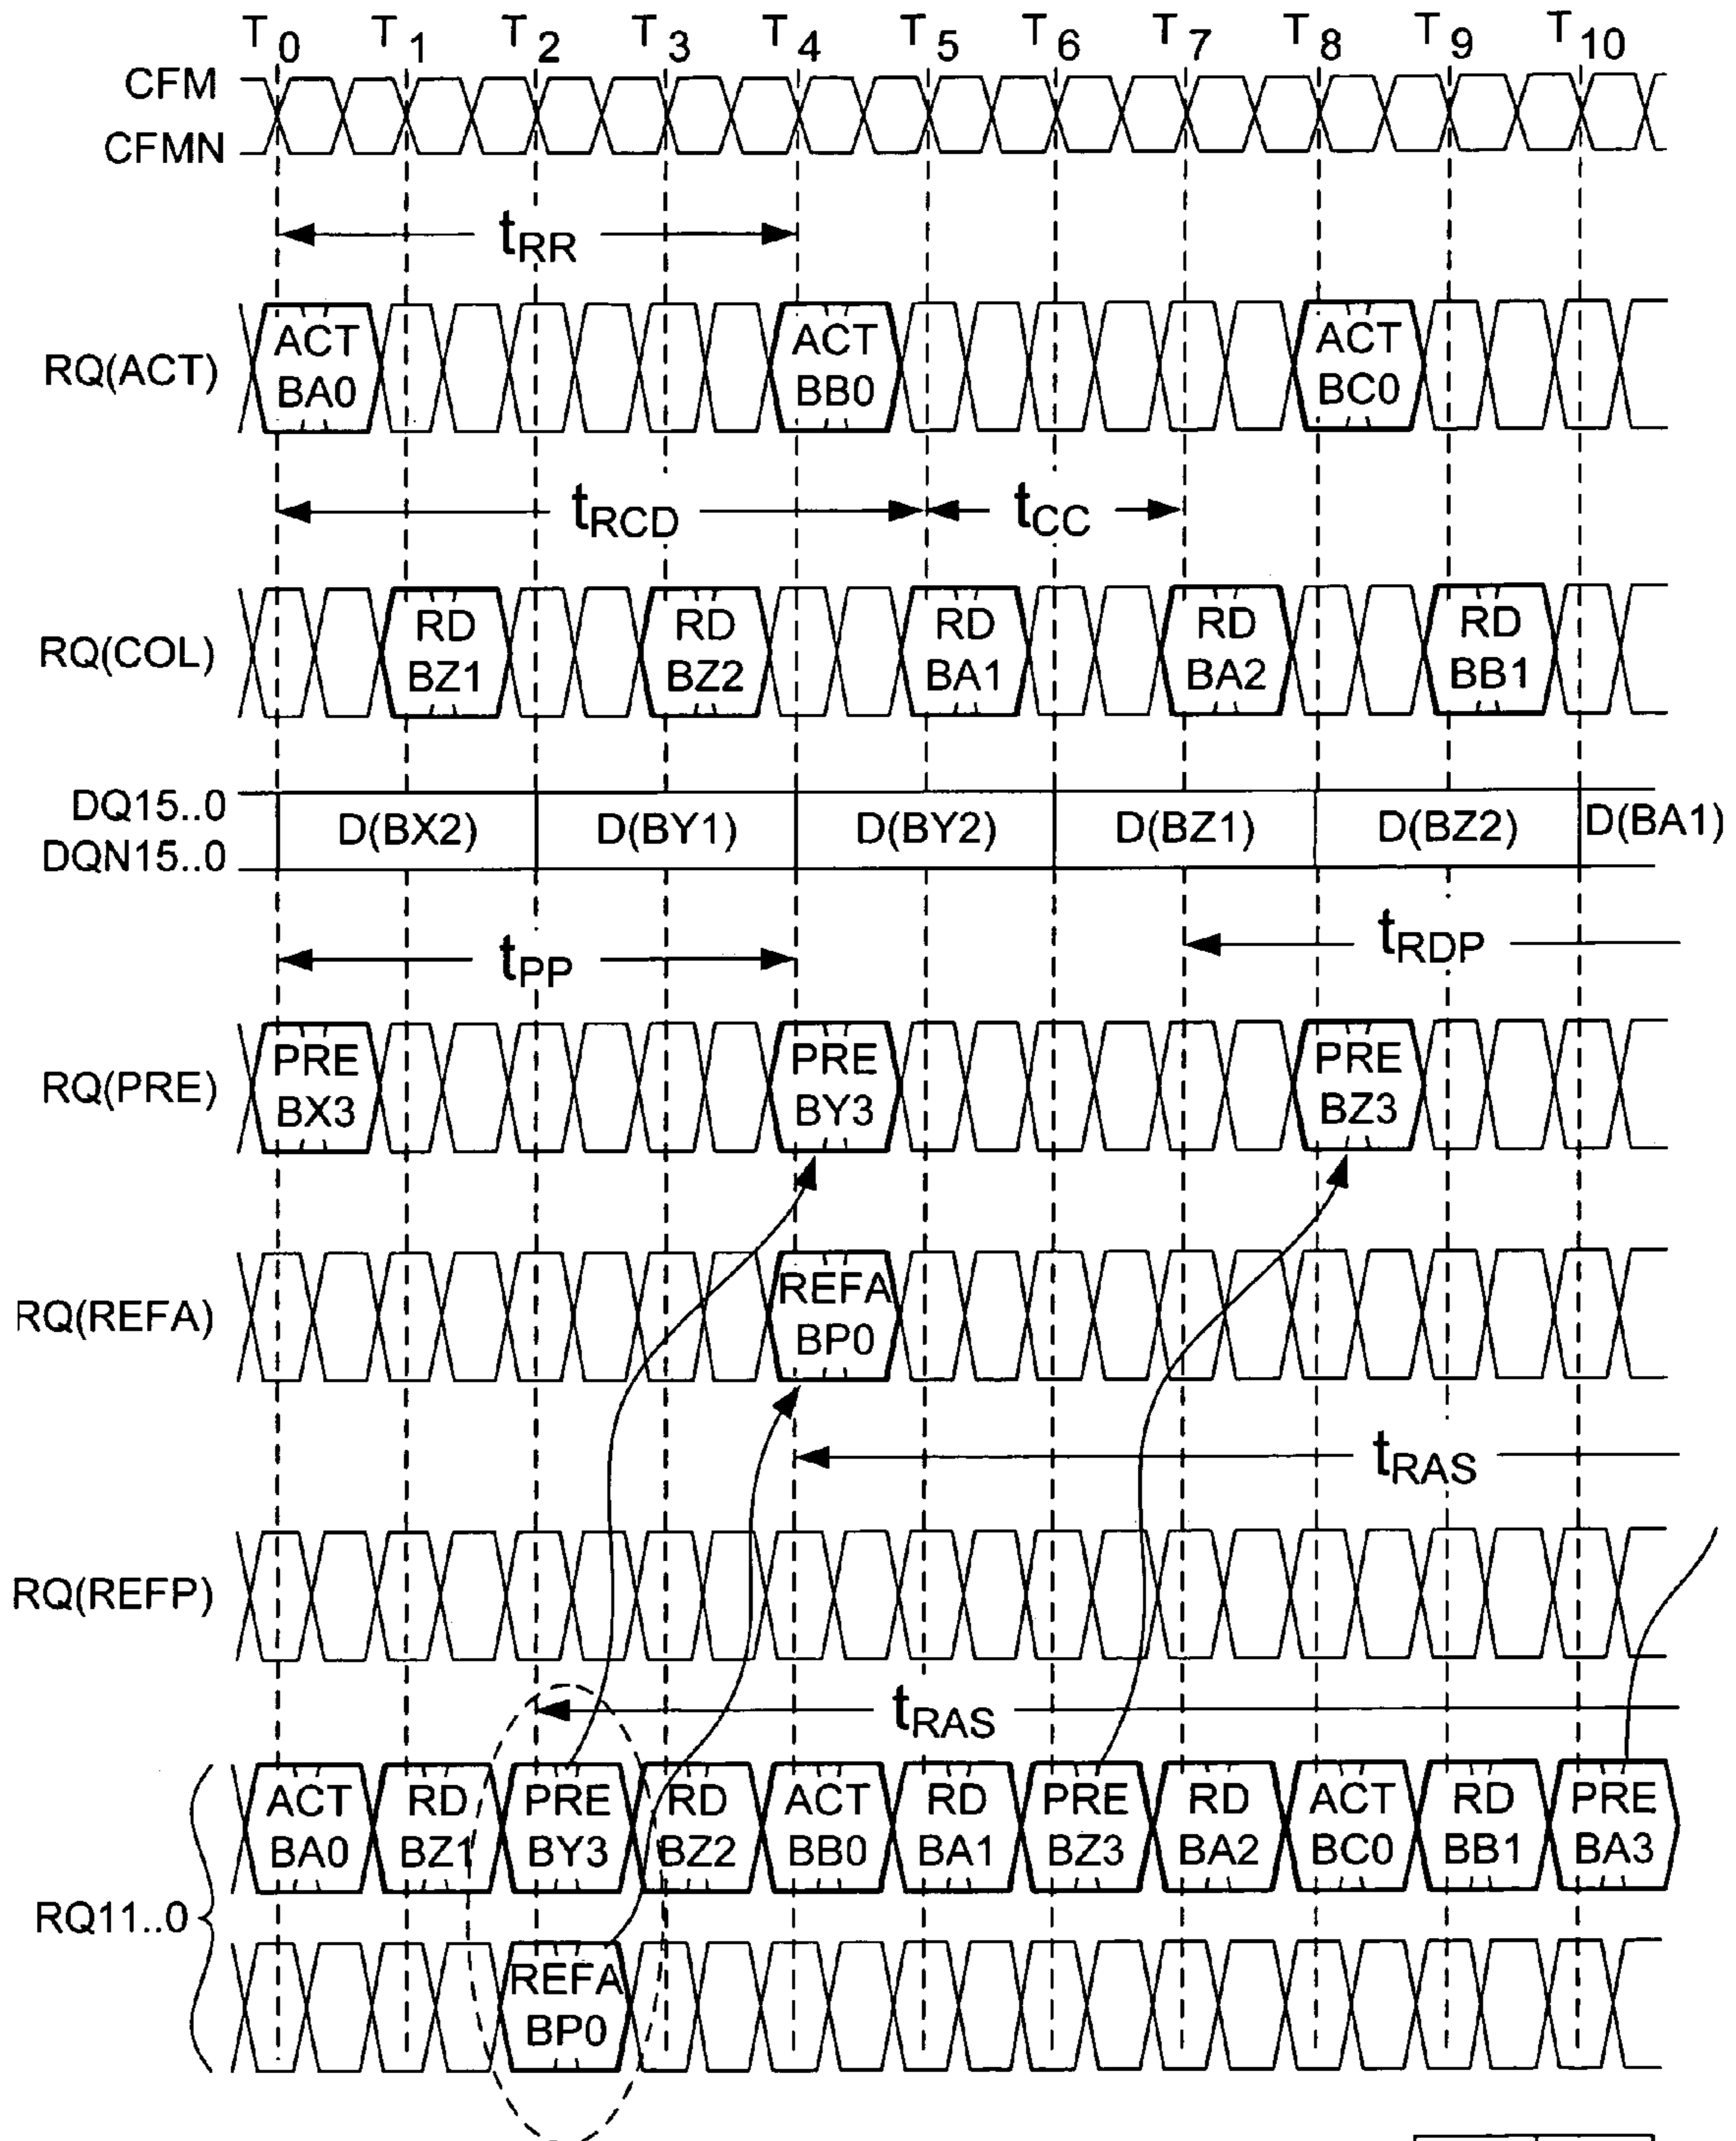 T0 T1 T2 T3 T4 T5 T6 T7 T8 T9 T10
CFM
CFMN
tRR
RQ(ACT)
ACT BA0
ACT BB0
ACT BC0
tRCD
tCC
RQ(COL)
RD BZ1
RD BZ2
RD BA1
RD BA2
RD BB1
DQ15..0
DQN15..0
D(BX2) D(BY1) D(BY2) D(BZ1) D(BZ2) D(BA1)
tPP
tRDP
RQ(PRE)
PRE BX3
PRE BY3
PRE BZ3
RQ(REFA)
REFA BP0
tRAS
RQ(REFP)
tRAS
RQ11..0
ACT BA0
RD BZ1
PRE BY3
RD BZ2
ACT BB0
RD BA1
PRE BZ3
RD BA2
ACT BC0
RD BB1
PRE BA3
REFA BP0